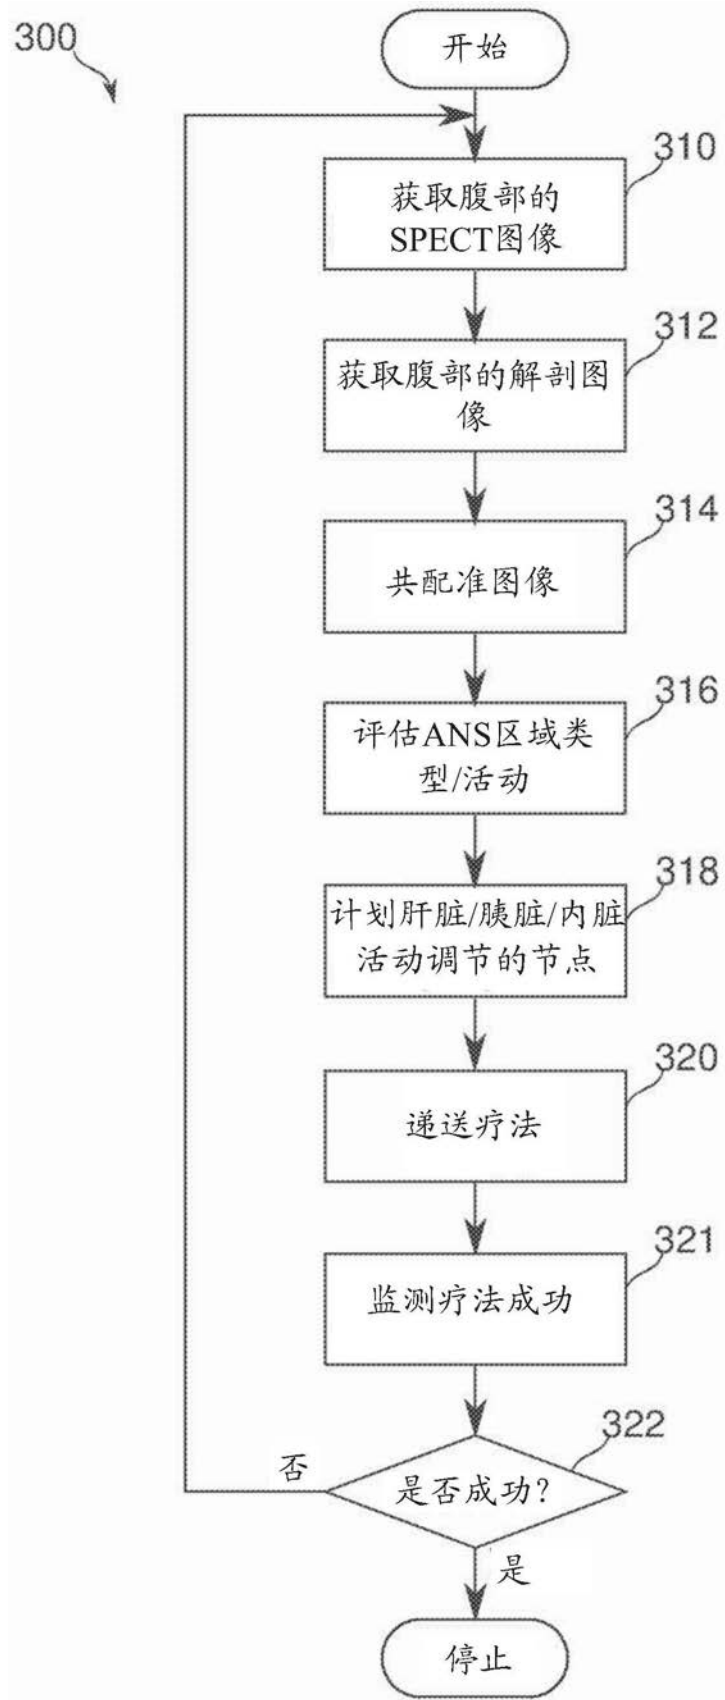 300
开始
310
获取腹部的
SPECT图像
312
获取腹部的解剖图
像
314
共配准图像
316
评估ANS区域类
型/活动
318
计划肝脏/胰脏/内脏
活动调节的节点
320
递送疗法
321
监测疗法成功
322
否
是否成功?
是
停止